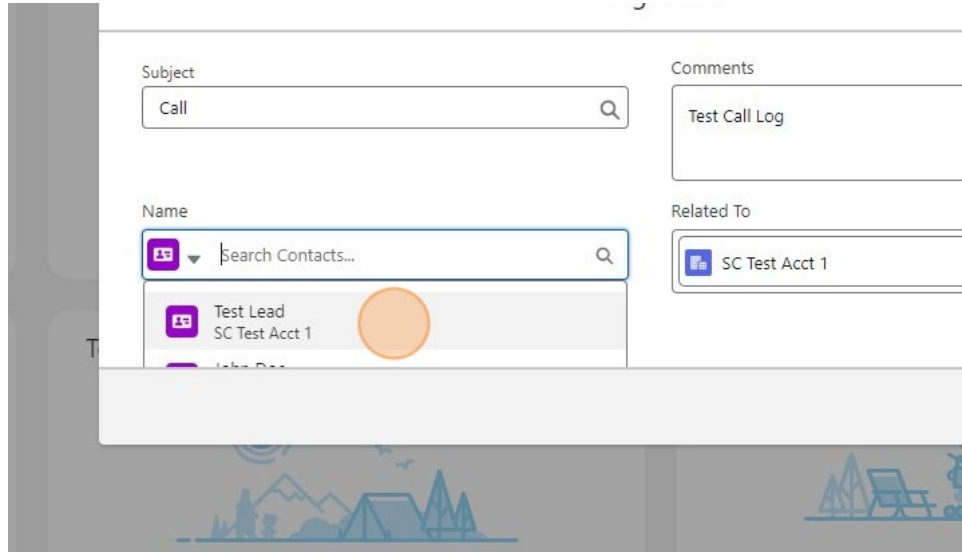 Subject
Call
Comments
Test Call Log
Name
Search Contacts...
Related To
SC Test Acct 1
Test Lead
SC Test Acct 1